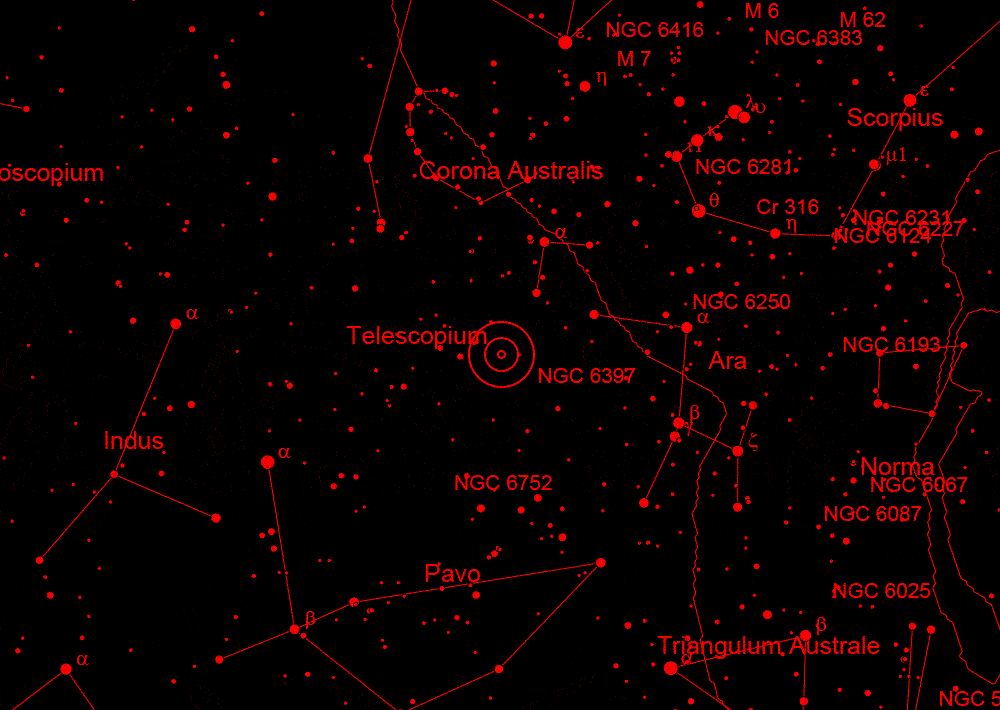 M 6
M 62
ε
NGC 6416
NGC 6383
M 7
η
ε
λυ
Scorpius
κ
ι1
μ1
NGC 6281
oscopium
Corona Australis
θ
Cr 316
NGC 6231
η
NGC 6227
α
NGC 6124
NGC 6250
α
α
Telescopium
NGC 6193
Ara
NGC 6397
β
Indus
ζ
α
Norma
NGC 6752
NGC 6067
NGC 6087
Pavo
NGC 6025
β
β
Triangulum Australe
α
α
NGC 5